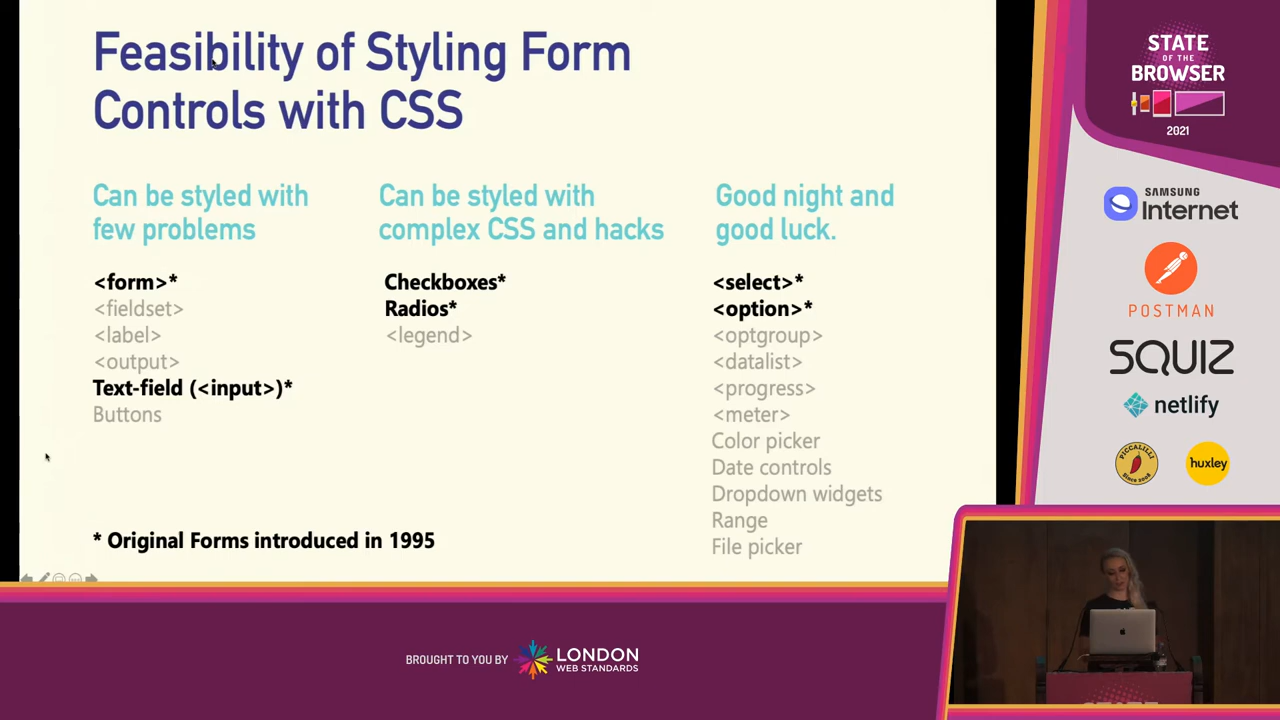 Feasibility of Styling Form
Controls with CSS
Can be styled with
few problems
<form>*
<fieldset>
<label>
<output>
Text-field (<input>)*
Buttons
Can be styled with
complex CSS and hacks
Checkboxes*
Radios*
<legend>
Good night and
good luck.
<select>*
<option>*
<optgroup>
<datalist>
<progress>
<meter>
Color picker
Date controls
Dropdown widgets
Range
File picker
* Original Forms introduced in 1995
STATE
OF THE
BROWSER
2021
SAMSUNG
Internet
POSTMAN
SQUIZ
netlify
PICCALILLI
Since 2008
huxley
BROUGHT TO YOU BY
LONDON
WEB STANDARDS